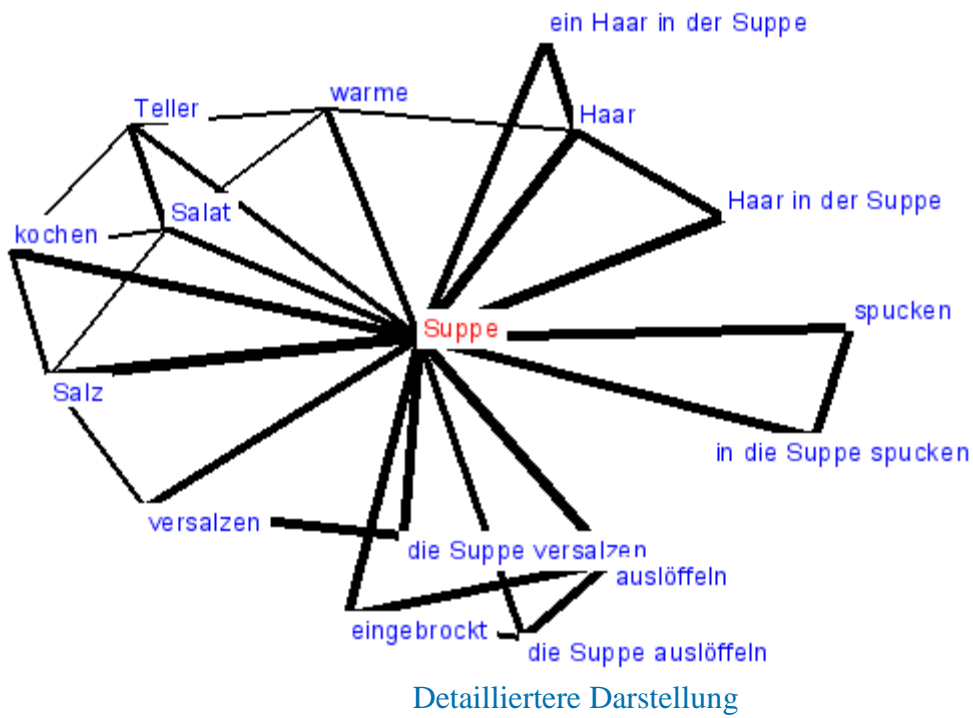 ein Haar in der Suppe
warme
Teller
Haar
Haar in der Suppe
Salat
kochen
spucken
Suppe
Salz
in die Suppe spucken
versalzen
die Suppe versalzen
auslöffeln
eingebrockt
die Suppe auslöffeln
Detailliertere Darstellung